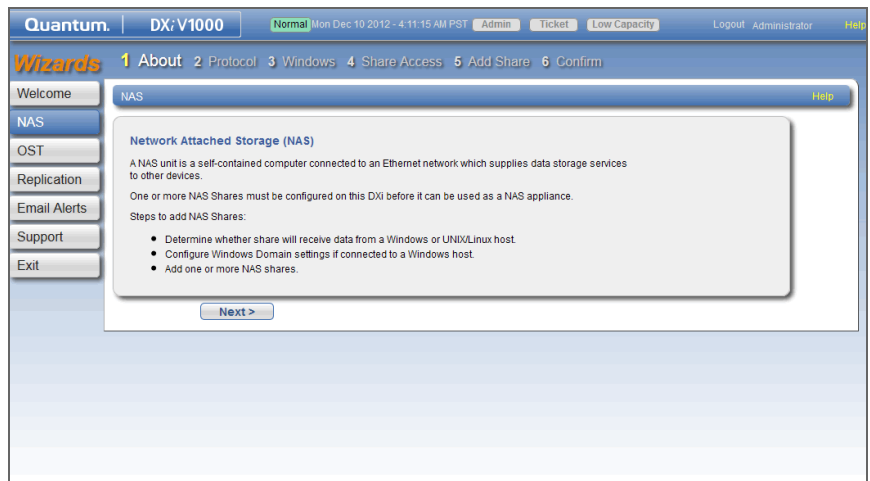 Quantum. DXi V1000 Normal Mon Dec 10 2012 - 4:11:15 AM PST Admin Ticket Low Capacity Logout Administrator Help
Wizards 1 About 2 Protocol 3 Windows 4 Share Access 5 Add Share 6 Confirm
Welcome
NAS
OST
Replication
Email Alerts
Support
Exit
NAS Help
Network Attached Storage (NAS)
A NAS unit is a self-contained computer connected to an Ethernet network which supplies data storage services
to other devices.
One or more NAS Shares must be configured on this DXi before it can be used as a NAS appliance.
Steps to add NAS Shares:
• Determine whether share will receive data from a Windows or UNIX/Linux host.
• Configure Windows Domain settings if connected to a Windows host.
• Add one or more NAS shares.
Next >